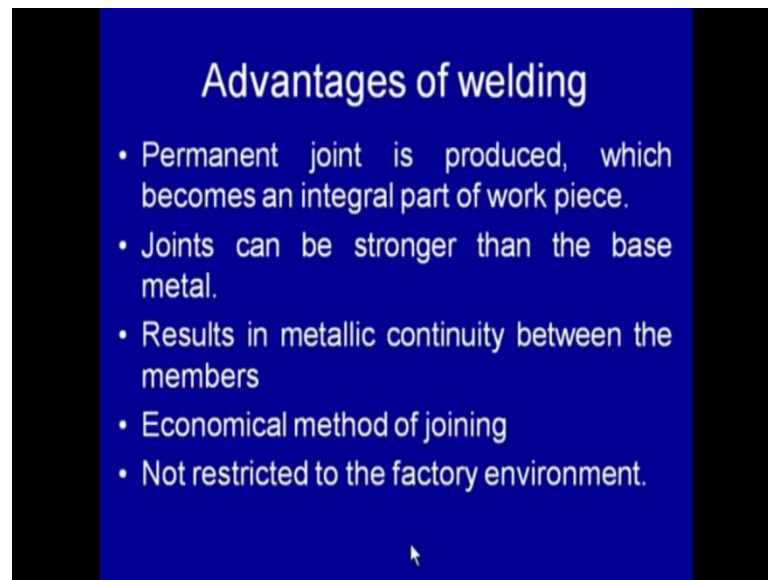 Advantages of welding
• Permanent joint is produced, which
becomes an integral part of work piece.
• Joints can be stronger than the base
metal.
• Results in metallic continuity between the
members
• Economical method of joining
• Not restricted to the factory environment.